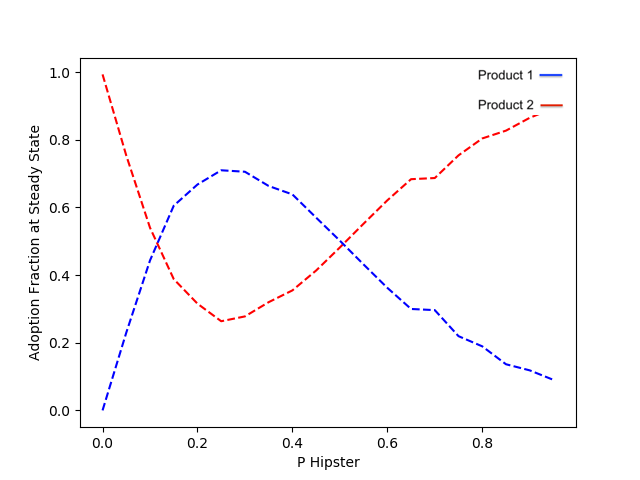 Product 1
Product 2
1.0
0.8
0.6
0.4
0.2
0.0
Adoption Fraction at Steady State
0.0 0.2 0.4 0.6 0.8
P Hipster